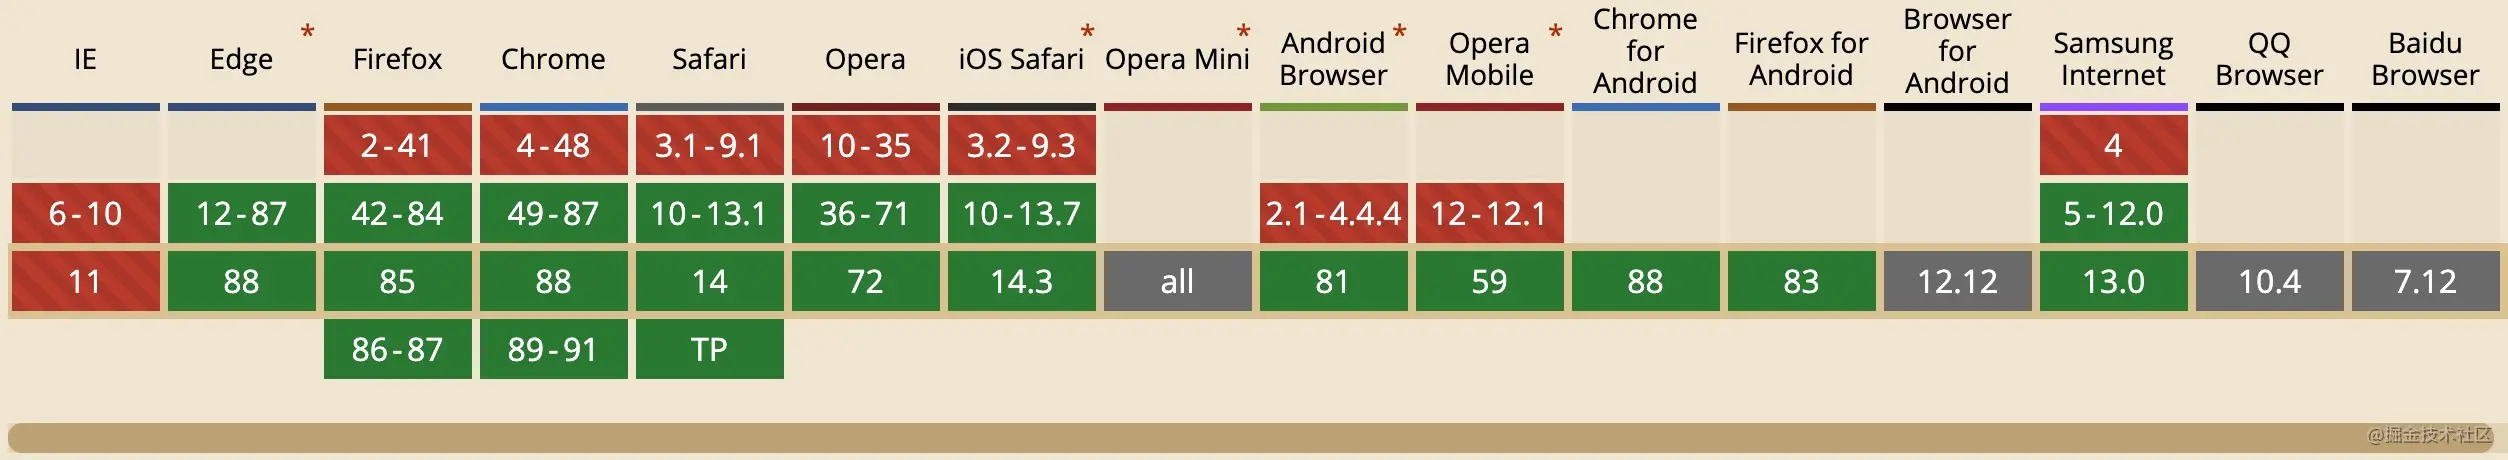 IE
Edge *
Firefox
Chrome
Safari
Opera
iOS Safari *
Opera Mini *
Android *
Browser
Opera *
Mobile
Chrome
for
Android
Firefox for
Android
Browser
for
Android
Samsung
Internet
QQ
Browser
Baidu
Browser
2-41 4-48 3.1-9.1 10-35 3.2-9.3 4
6-10 12-87 42-84 49-87 10-13.1 36-71 10-13.7 2.1-4.4.4 12-12.1 5-12.0
11 88 85 88 14 72 14.3 all 81 59 88 83 12.12 13.0 10.4 7.12
86-87 89-91 TP
@掘金技术社区